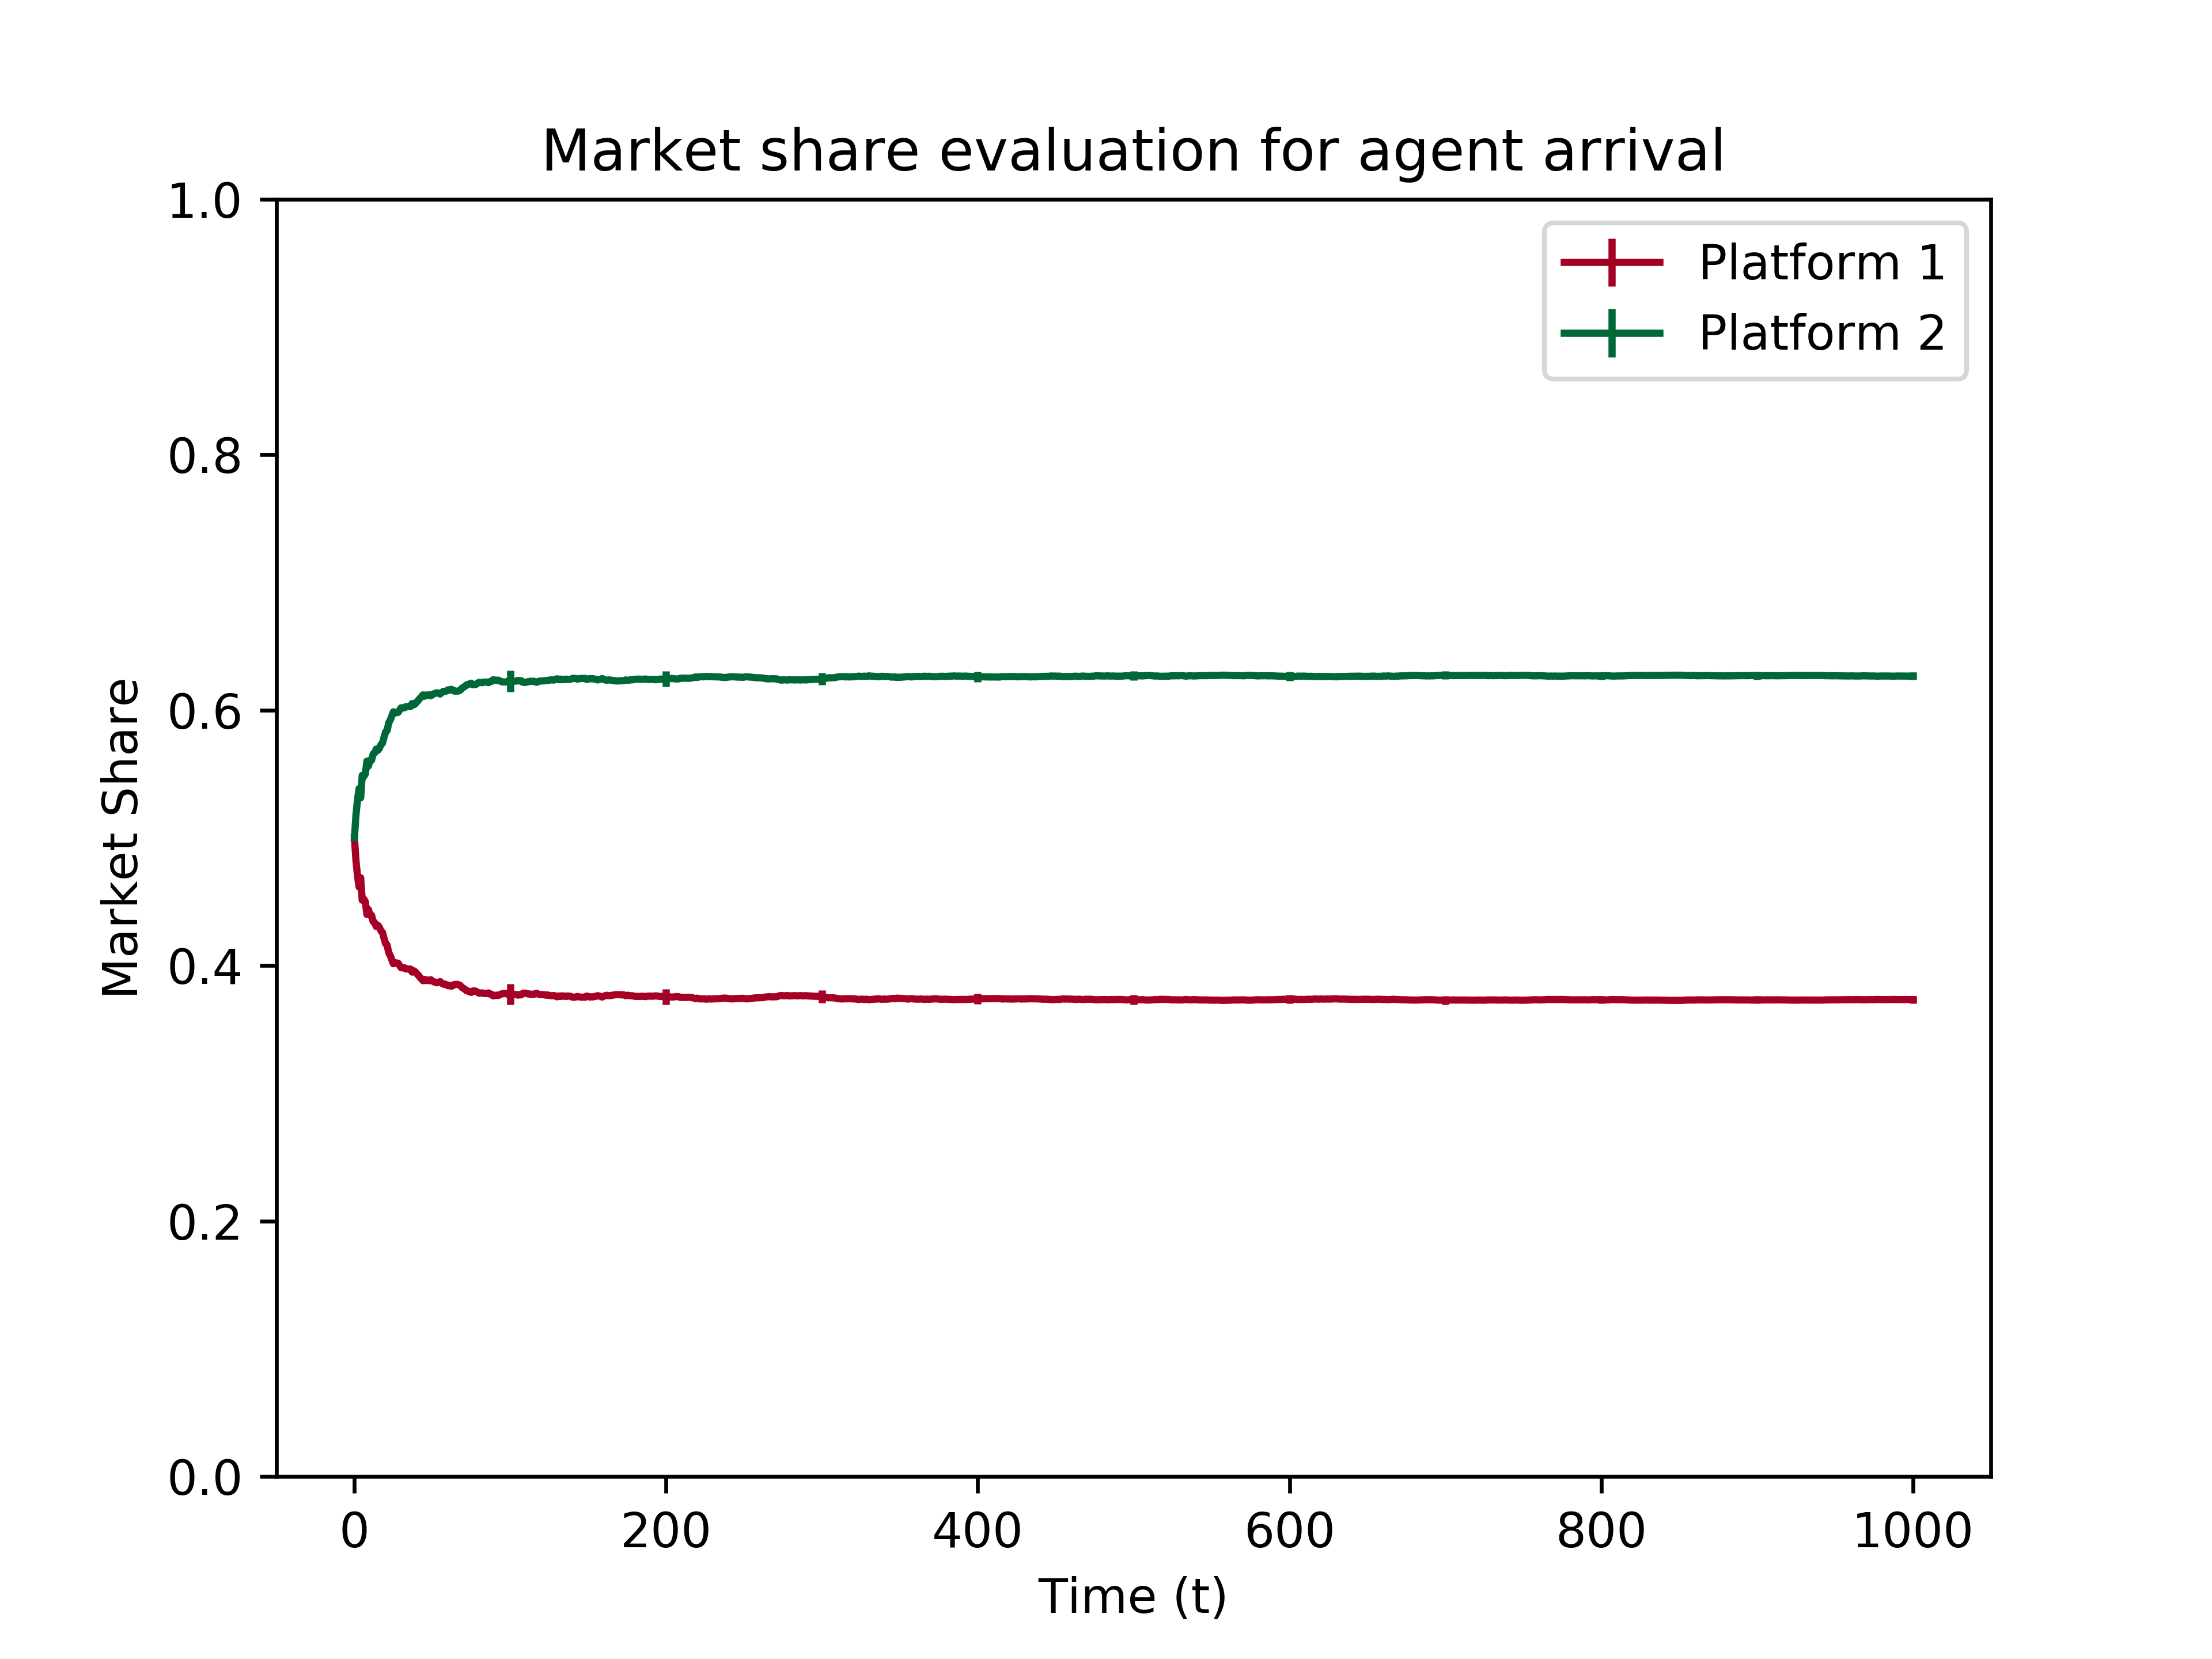 Market share evaluation for agent arrival
Platform 1
Platform 2
Market Share
1.0
0.8
0.6
0.4
0.2
0.0
0 200 400 600 800 1000
Time (t)